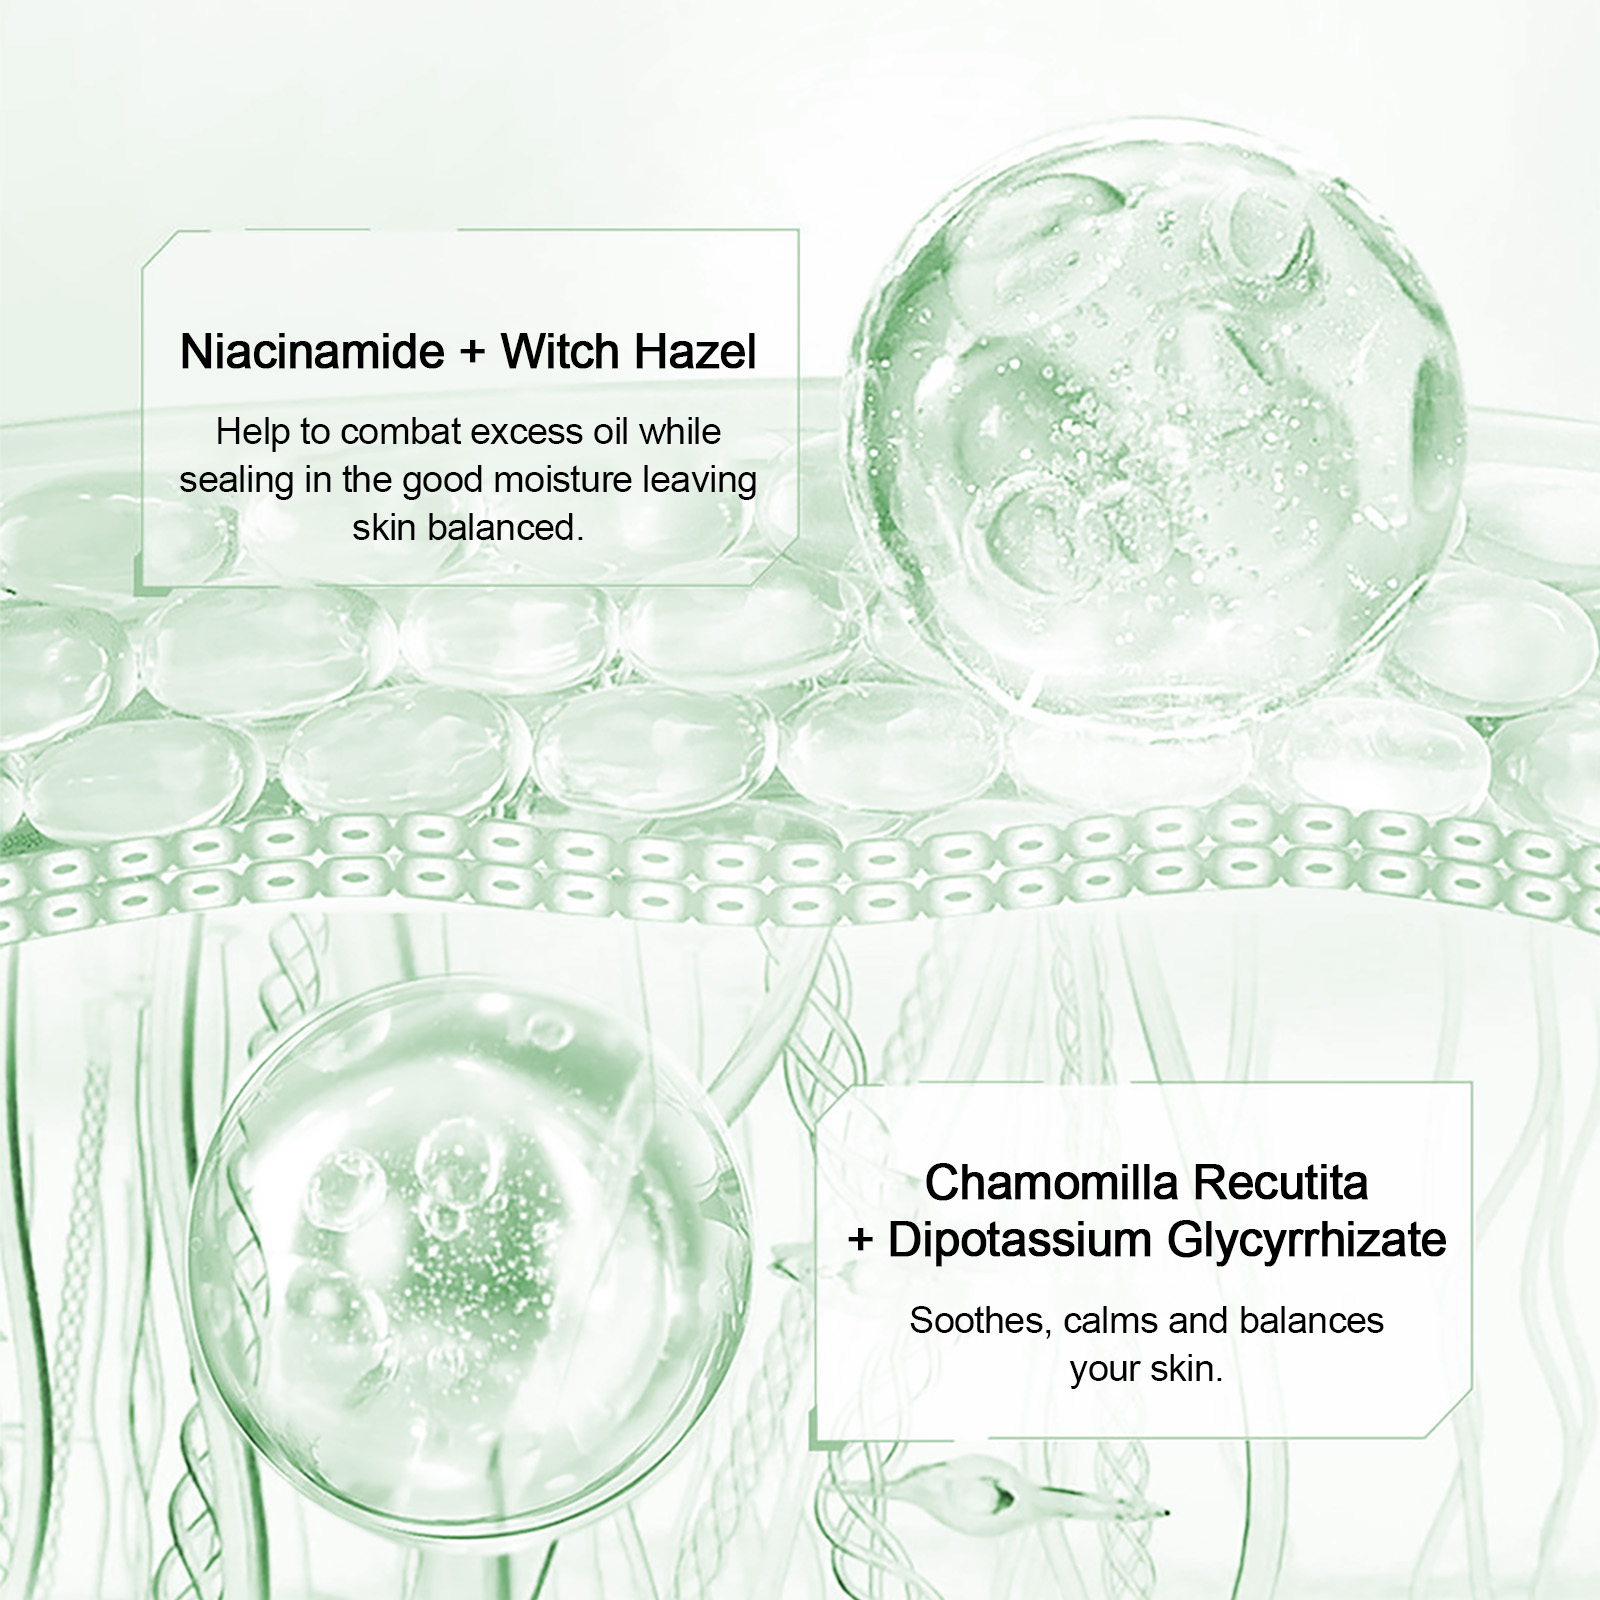 Niacinamide + Witch Hazel
Help to combat excess oil while
sealing in the good moisture leaving
skin balanced.
Chamomilla Recutita
+ Dipotassium Glycyrrhizate
Soothes, calms and balances
your skin.